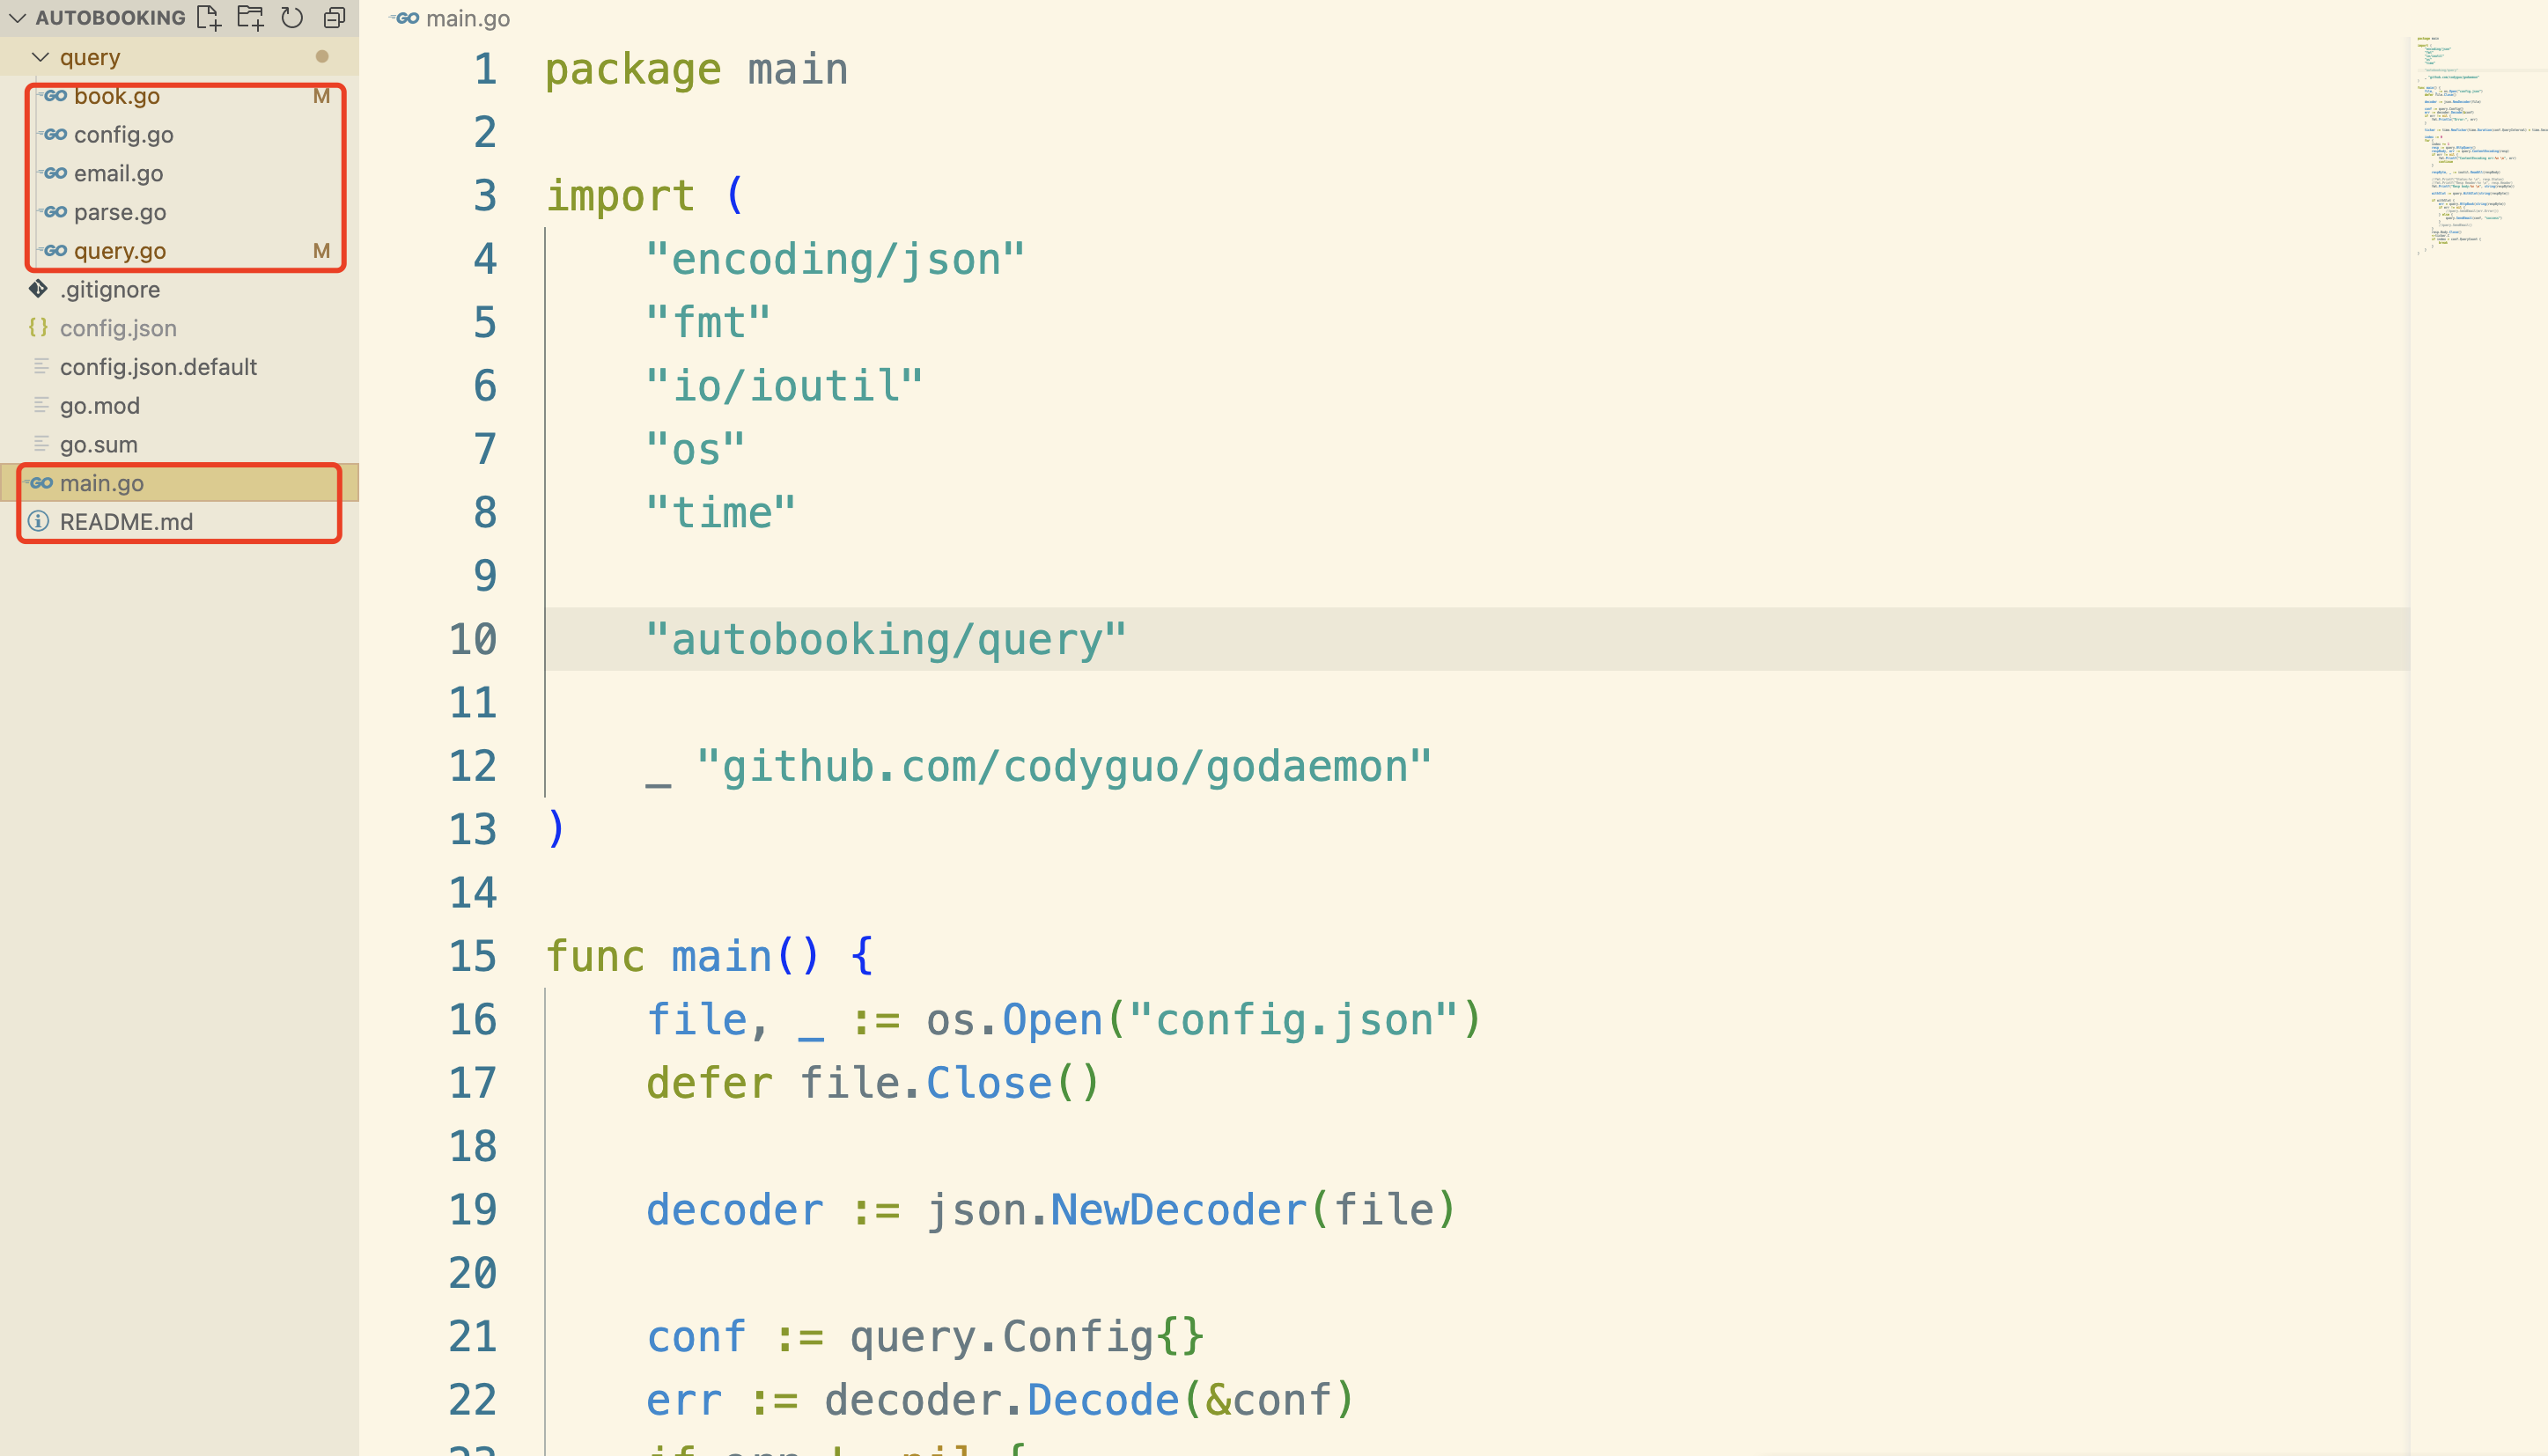 AUTOBOOKING
query
book.go M
config.go
email.go
parse.go
query.go M
.gitignore
config.json
config.json.default
go.mod
go.sum
main.go
README.md
main.go
1 package main
2
3 import (
4 "encoding/json"
5 "fmt"
6 "io/ioutil"
7 "os"
8 "time"
9
10 "autobooking/query"
11
12 _ "github.com/codyguo/godaemon"
13 )
14
15 func main() {
16 file, _ := os.Open("config.json")
17 defer file.Close()
18
19 decoder := json.NewDecoder(file)
20
21 conf := query.Config{}
22 err := decoder.Decode(&conf)